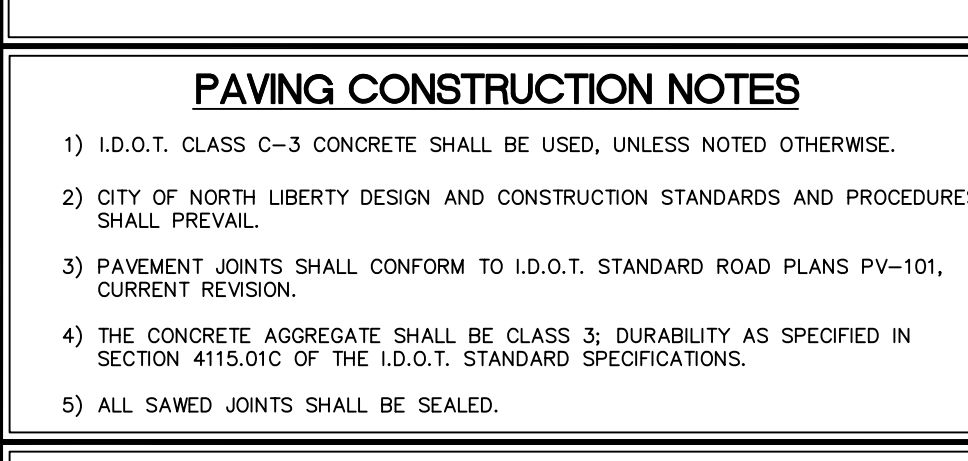 PAVING CONSTRUCTION NOTES
1) I.D.O.T. CLASS C-3 CONCRETE SHALL BE USED, UNLESS NOTED OTHERWISE.
2) CITY OF NORTH LIBERTY DESIGN AND CONSTRUCTION STANDARDS AND PROCEDURES
SHALL PREVAIL.
3) PAVEMENT JOINTS SHALL CONFORM TO I.D.O.T. STANDARD ROAD PLANS PV-101,
CURRENT REVISION.
4) THE CONCRETE AGGREGATE SHALL BE CLASS 3; DURABILITY AS SPECIFIED IN
SECTION 4115.01C OF THE I.D.O.T. STANDARD SPECIFICATIONS.
5) ALL SAWED JOINTS SHALL BE SEALED.